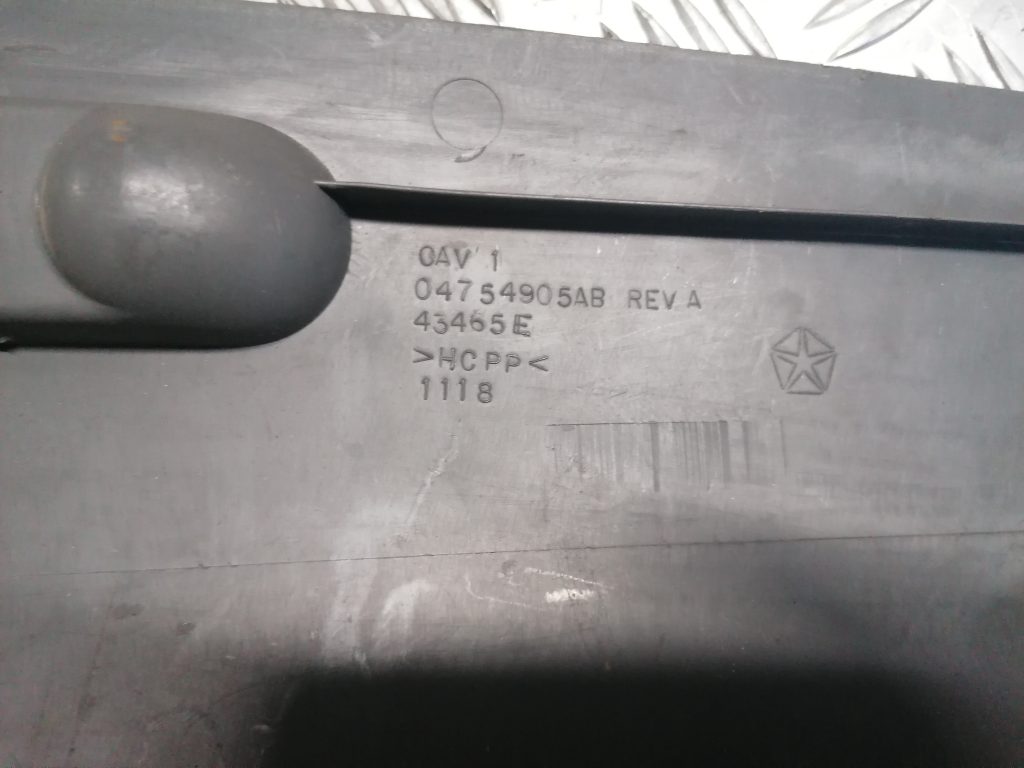 CAV 1
04754905AB REV A
43465E
>HCPP<
1118